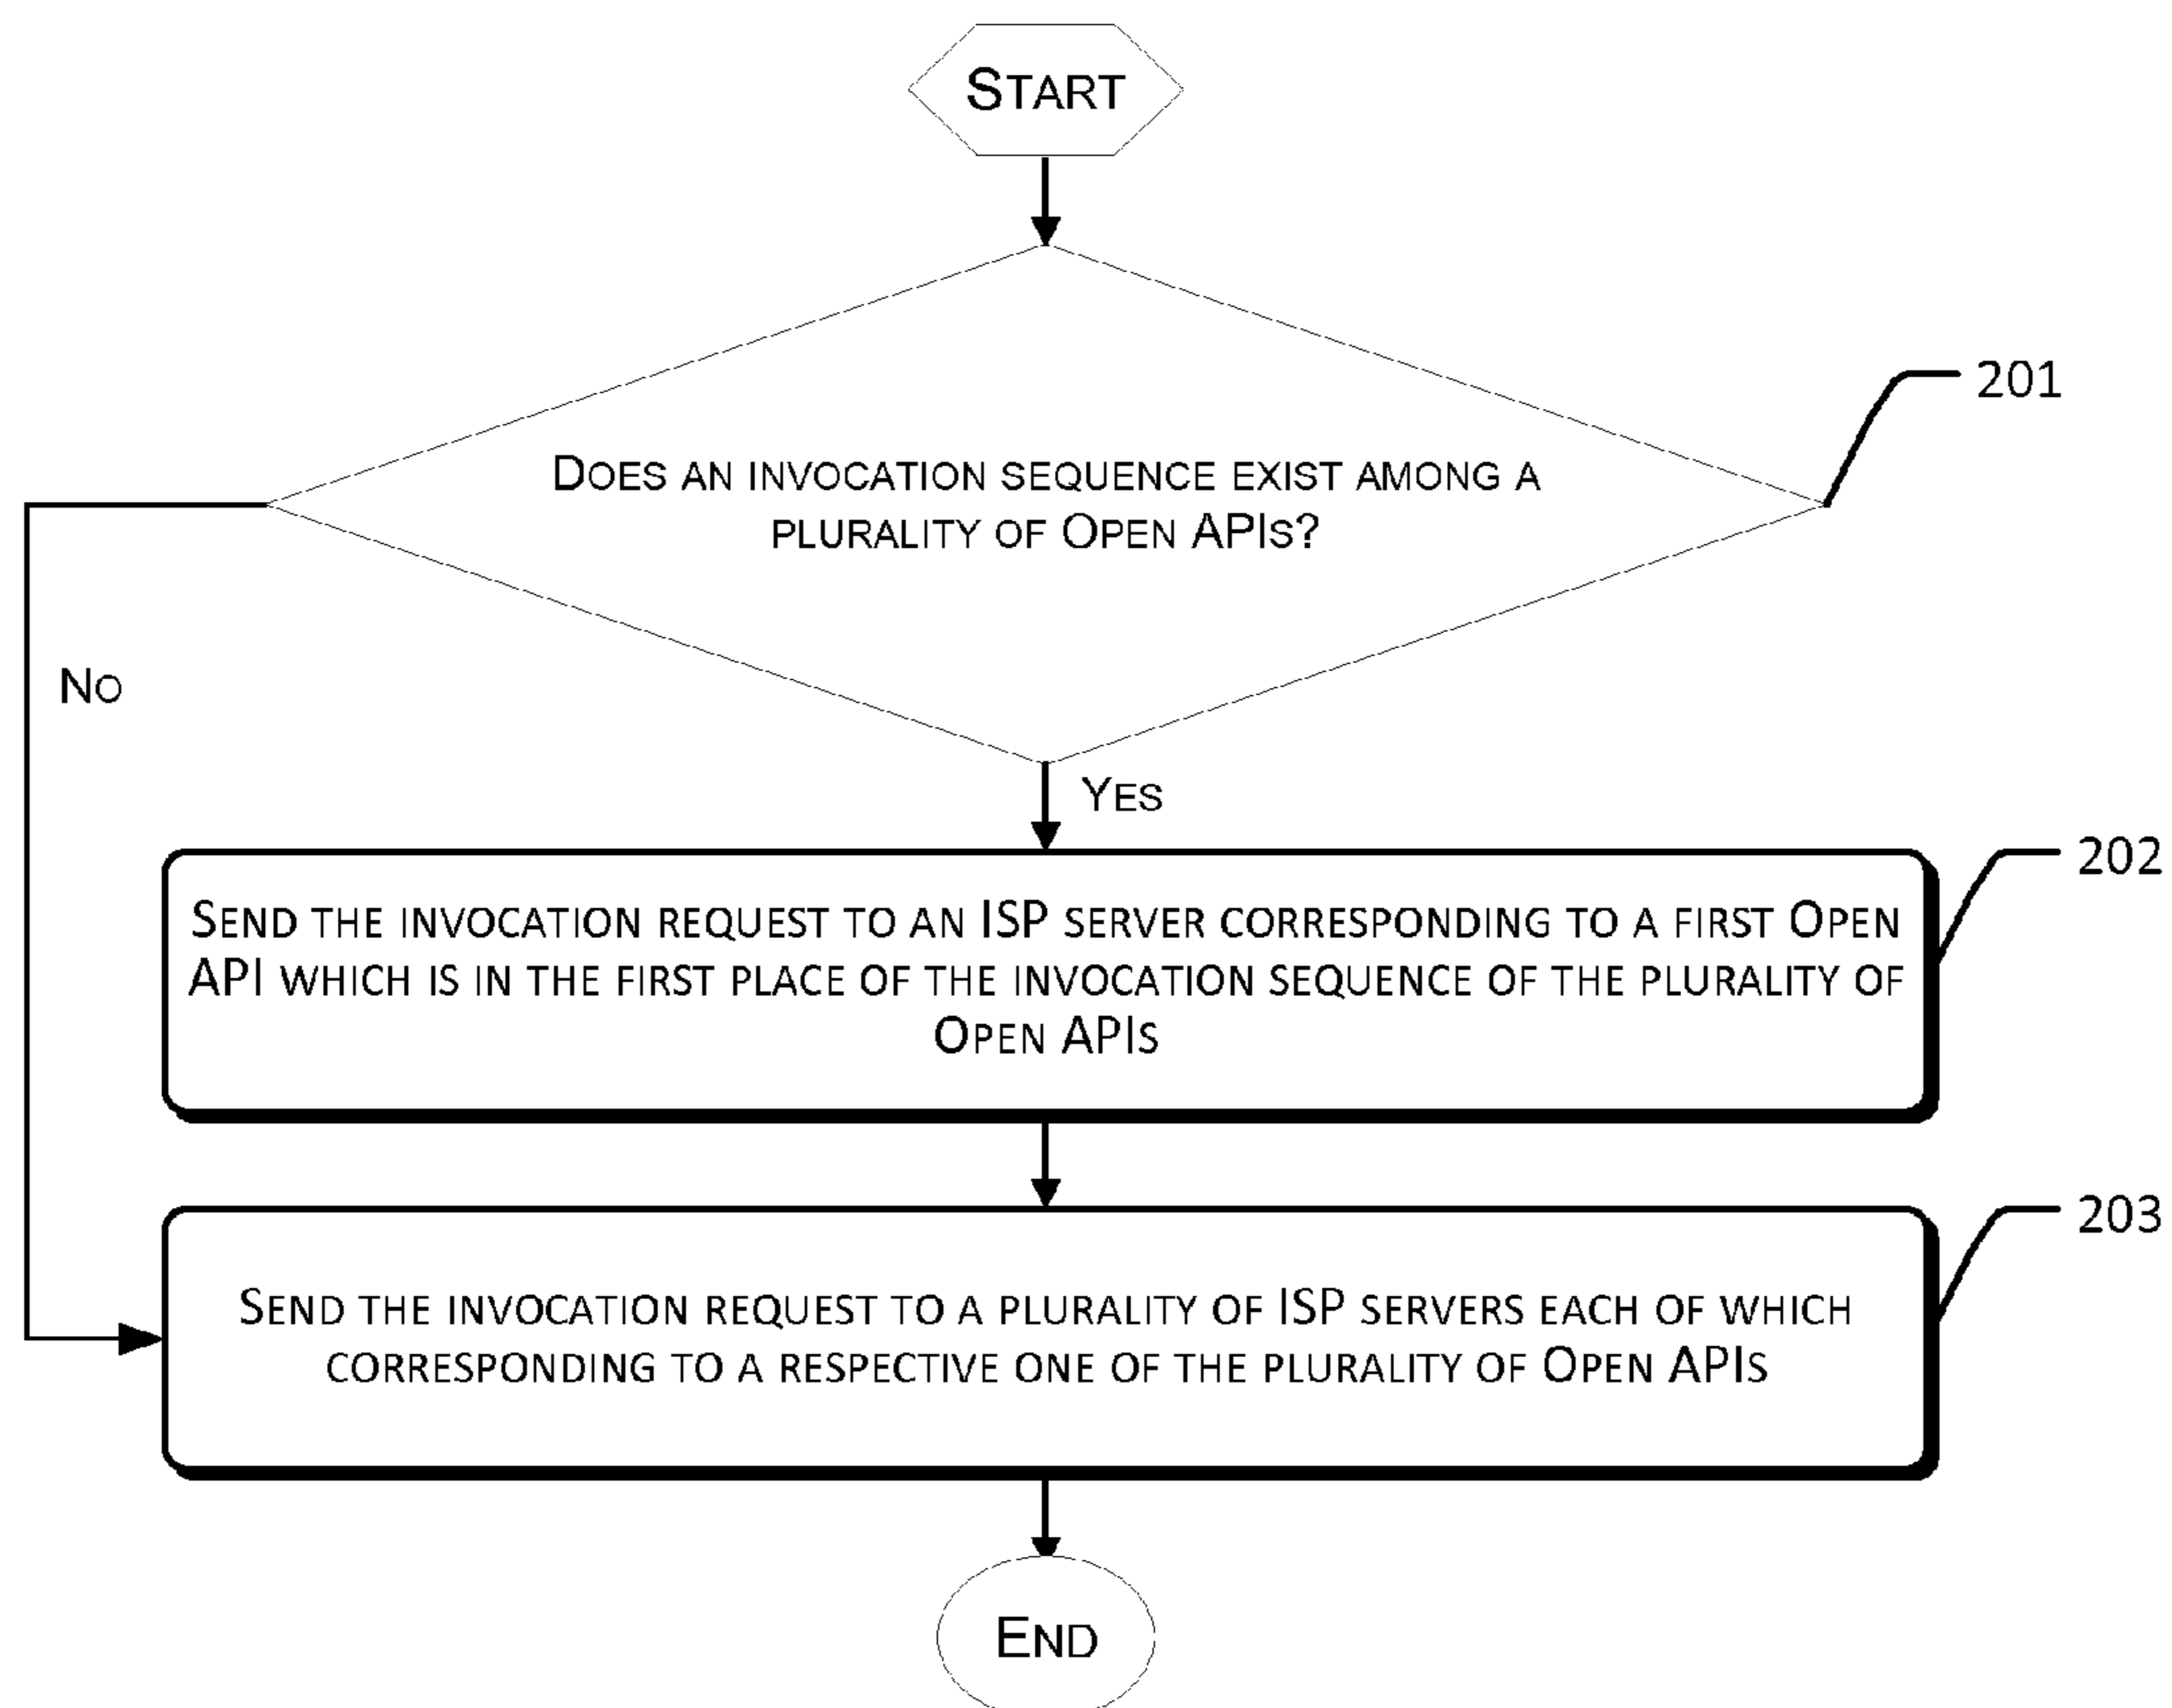 START
201
DOES AN INVOCATION SEQUENCE EXIST AMONG A
PLURALITY OF OPEN APIS?
NO
YES
202
SEND THE INVOCATION REQUEST TO AN ISP SERVER CORRESPONDING TO A FIRST OPEN
API WHICH IS IN THE FIRST PLACE OF THE INVOCATION SEQUENCE OF THE PLURALITY OF
OPEN APIS
203
SEND THE INVOCATION REQUEST TO A PLURALITY OF ISP SERVERS EACH OF WHICH
CORRESPONDING TO A RESPECTIVE ONE OF THE PLURALITY OF OPEN APIS
END